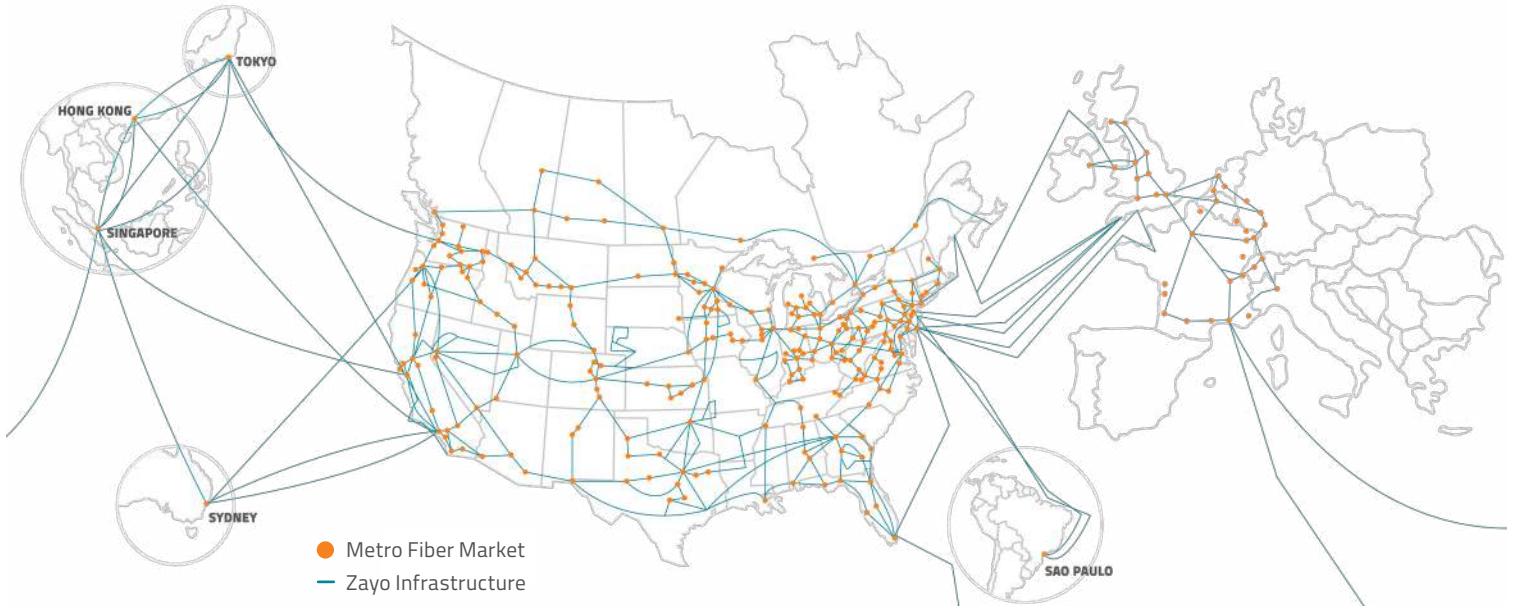 TOKYO
HONG KONG
SINGAPORE
SYDNEY
SAO PAULO
Metro Fiber Market
Zayo Infrastructure